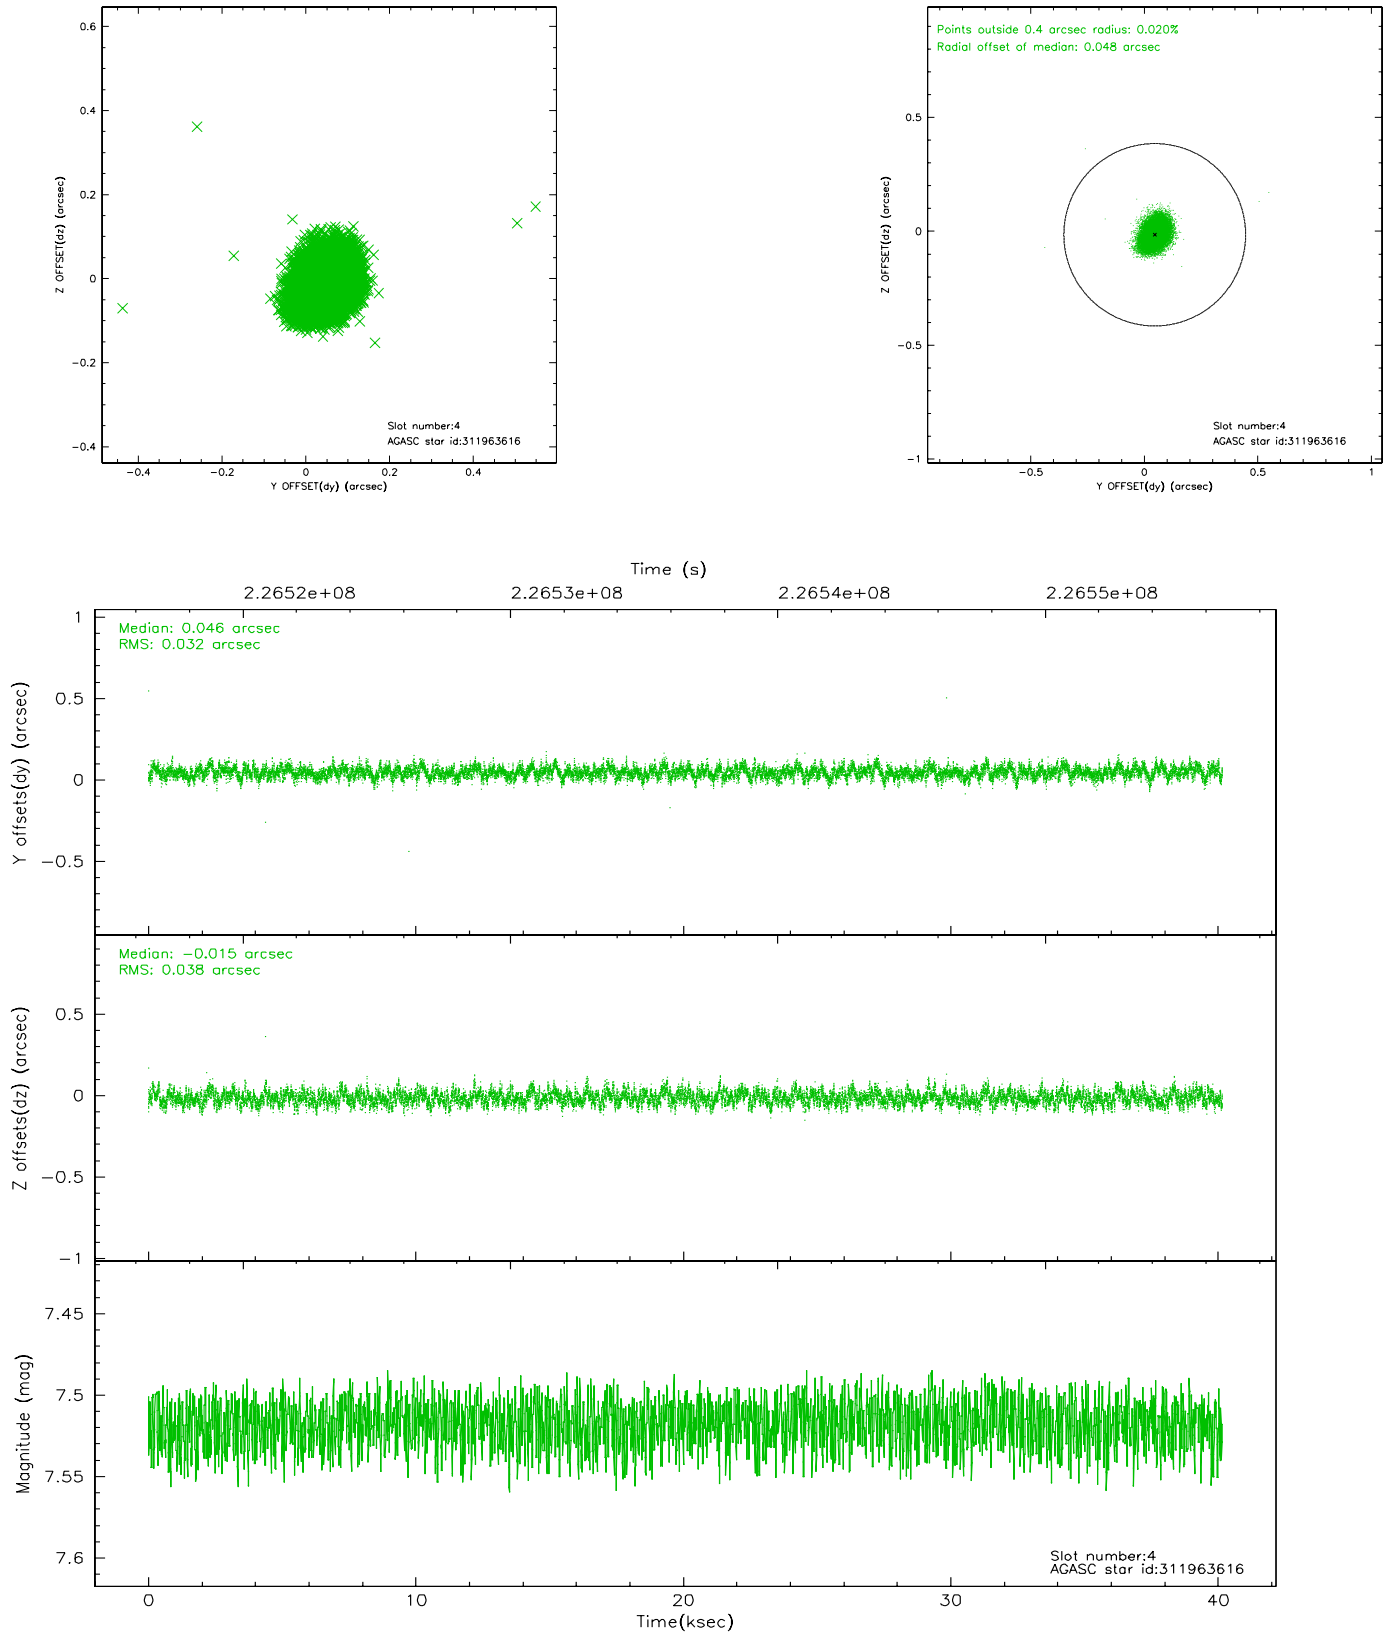 0.6
0.4
0.2
0
−0.2
−0.4
Z OFFSET(dz) (arcsec)
Slot number:4
AGASC star id:311963616
−0.4
−0.2
0
0.2
0.4
Y OFFSET(dy) (arcsec)
Points outside 0.4 arcsec radius: 0.020%
Radial offset of median: 0.048 arcsec
0.5
0
−0.5
−1
Z OFFSET(dz) (arcsec)
Slot number:4
AGASC star id:311963616
−0.5
0
0.5
1
Y OFFSET(dy) (arcsec)
Time (s)
2.2652e+08
2.2653e+08
2.2654e+08
2.2655e+08
Median: 0.046 arcsec
RMS: 0.032 arcsec
1
0.5
0
−0.5
Y offsets(dy) (arcsec)
Median: −0.015 arcsec
RMS: 0.038 arcsec
0.5
0
−0.5
−1
Z offsets(dz) (arcsec)
7.45
7.5
7.55
7.6
Magnitude (mag)
Slot number:4
AGASC star id:311963616
0
10
20
30
40
Time(ksec)